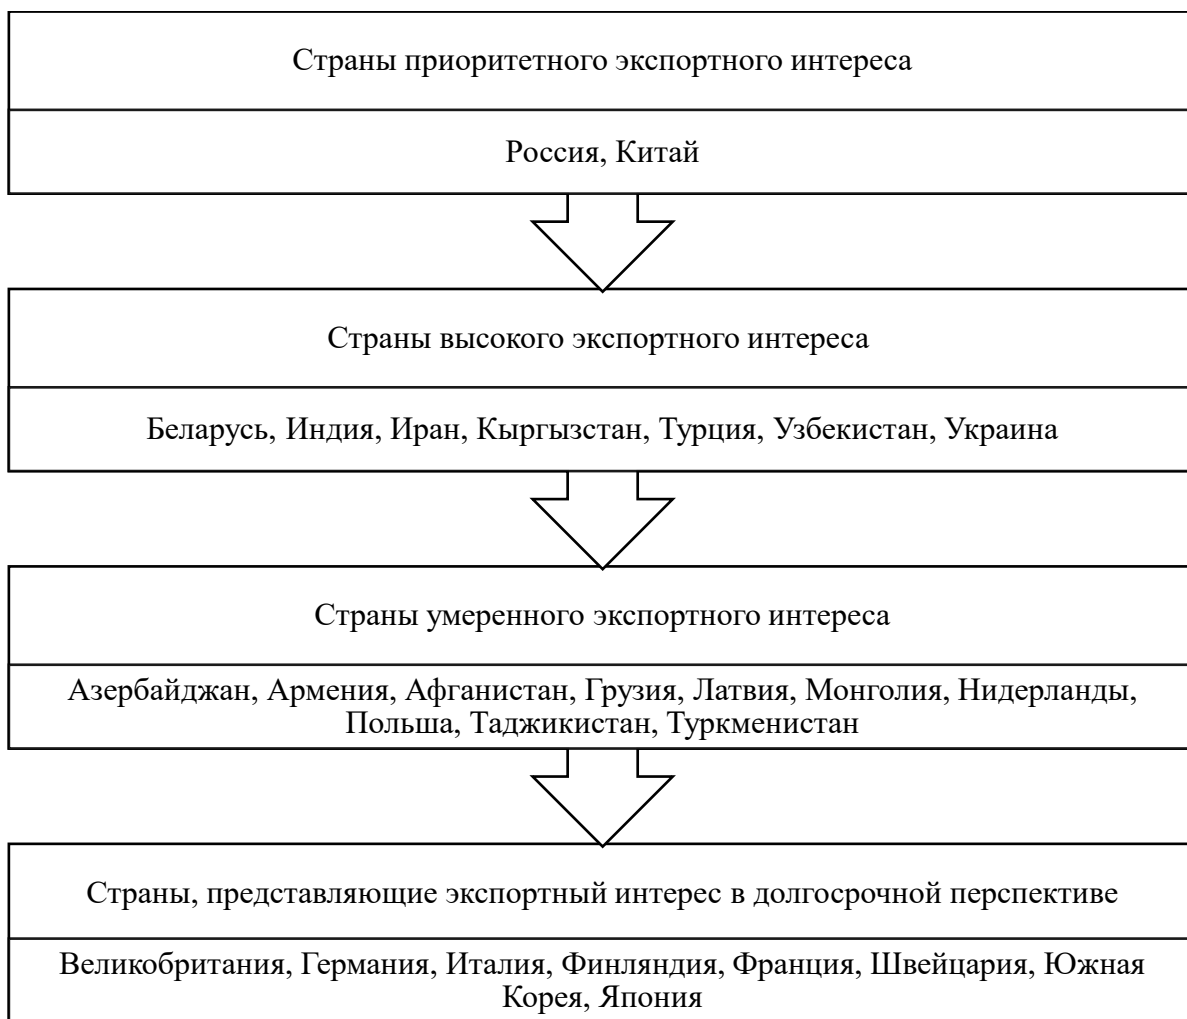 Страны приоритетного экспортного интереса
Россия, Китай
Страны высокого экспортного интереса
Беларусь, Индия, Иран, Кыргызстан, Турция, Узбекистан, Украина
Страны умеренного экспортного интереса
Азербайджан, Армения, Афганистан, Грузия, Латвия, Монголия, Нидерланды,
Польша, Таджикистан, Туркменистан
Страны, представляющие экспортный интерес в долгосрочной перспективе
Великобритания, Германия, Италия, Финляндия, Франция, Швейцария, Южная
Корея, Япония